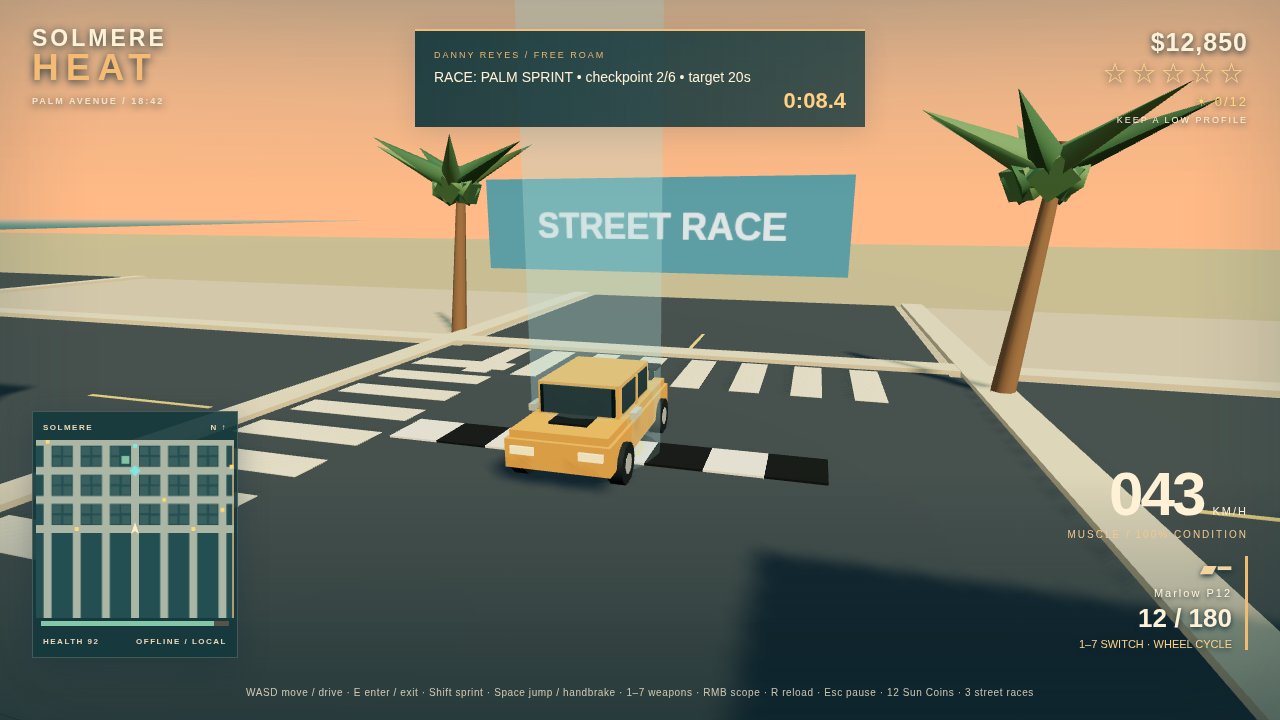 SOLMERE
HEAT
PALM AVENUE / 18:42
DANNY REYES / FREE ROAM
RACE: PALM SPRINT • checkpoint 2/6 • target 20s
0:08.4
$12,850
☆☆☆☆☆
☀ 0/12
KEEP A LOW PROFILE
STREET RACE
SOLMERE
N ↑
HEALTH 92
OFFLINE / LOCAL
043 KM/H
MUSCLE / 100% CONDITION
Marlow P12
12 / 180
1–7 SWITCH · WHEEL CYCLE
WASD move / drive · E enter / exit · Shift sprint · Space jump / handbrake · 1–7 weapons · RMB scope · R reload · Esc pause · 12 Sun Coins · 3 street races